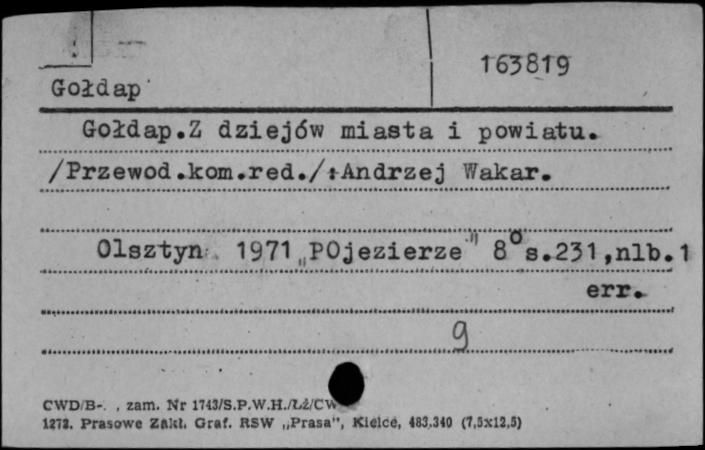 163819
Gołdap
Gołdap.Z dziejów miasta i powiatu.
/Przewod.kom.red./:Andrzej Wakar.
Olsztyn 1971 „POjezierze" 8° s.231,nlb.1
err.
9
CWD/B-. , zam. Nr 1743/S.P.W.H./Łż/CW
1272. Prasowe Zakł. Graf. RSW „Prasa", Kielce, 483.340 (7,5x12,5)